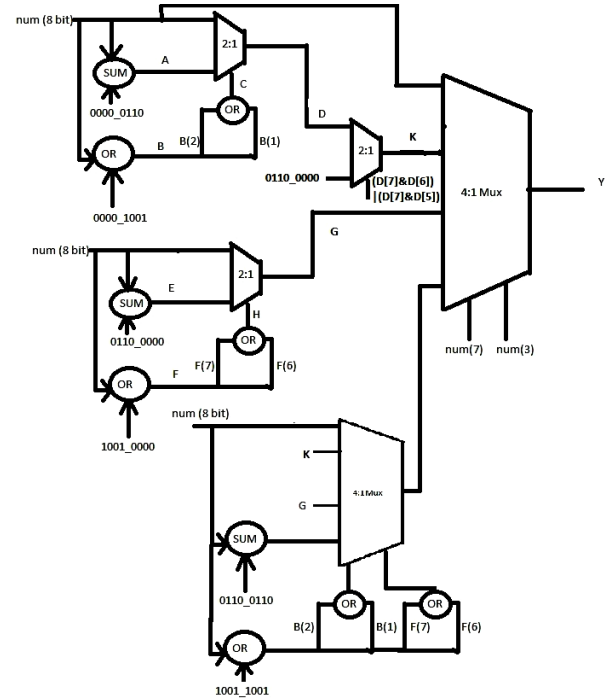 num (8 bit)
2:1
A
SUM
C
0000_0110
OR
D
B
B(2)
B(1)
OR
K
2:1
0110_0000
(D[7]&D[6])
|(D[7]&D[5])
4:1 Mux
Y
0000_1001
G
num (8 bit)
2:1
E
SUM
H
0110_0000
OR
num(7)
num(3)
F(7)
F(6)
F
OR
num (8 bit)
1001_0000
K
4:1 Mux
G
SUM
0110_0110
OR
OR
B(2)
B(1)
F(7)
F(6)
OR
1001_1001